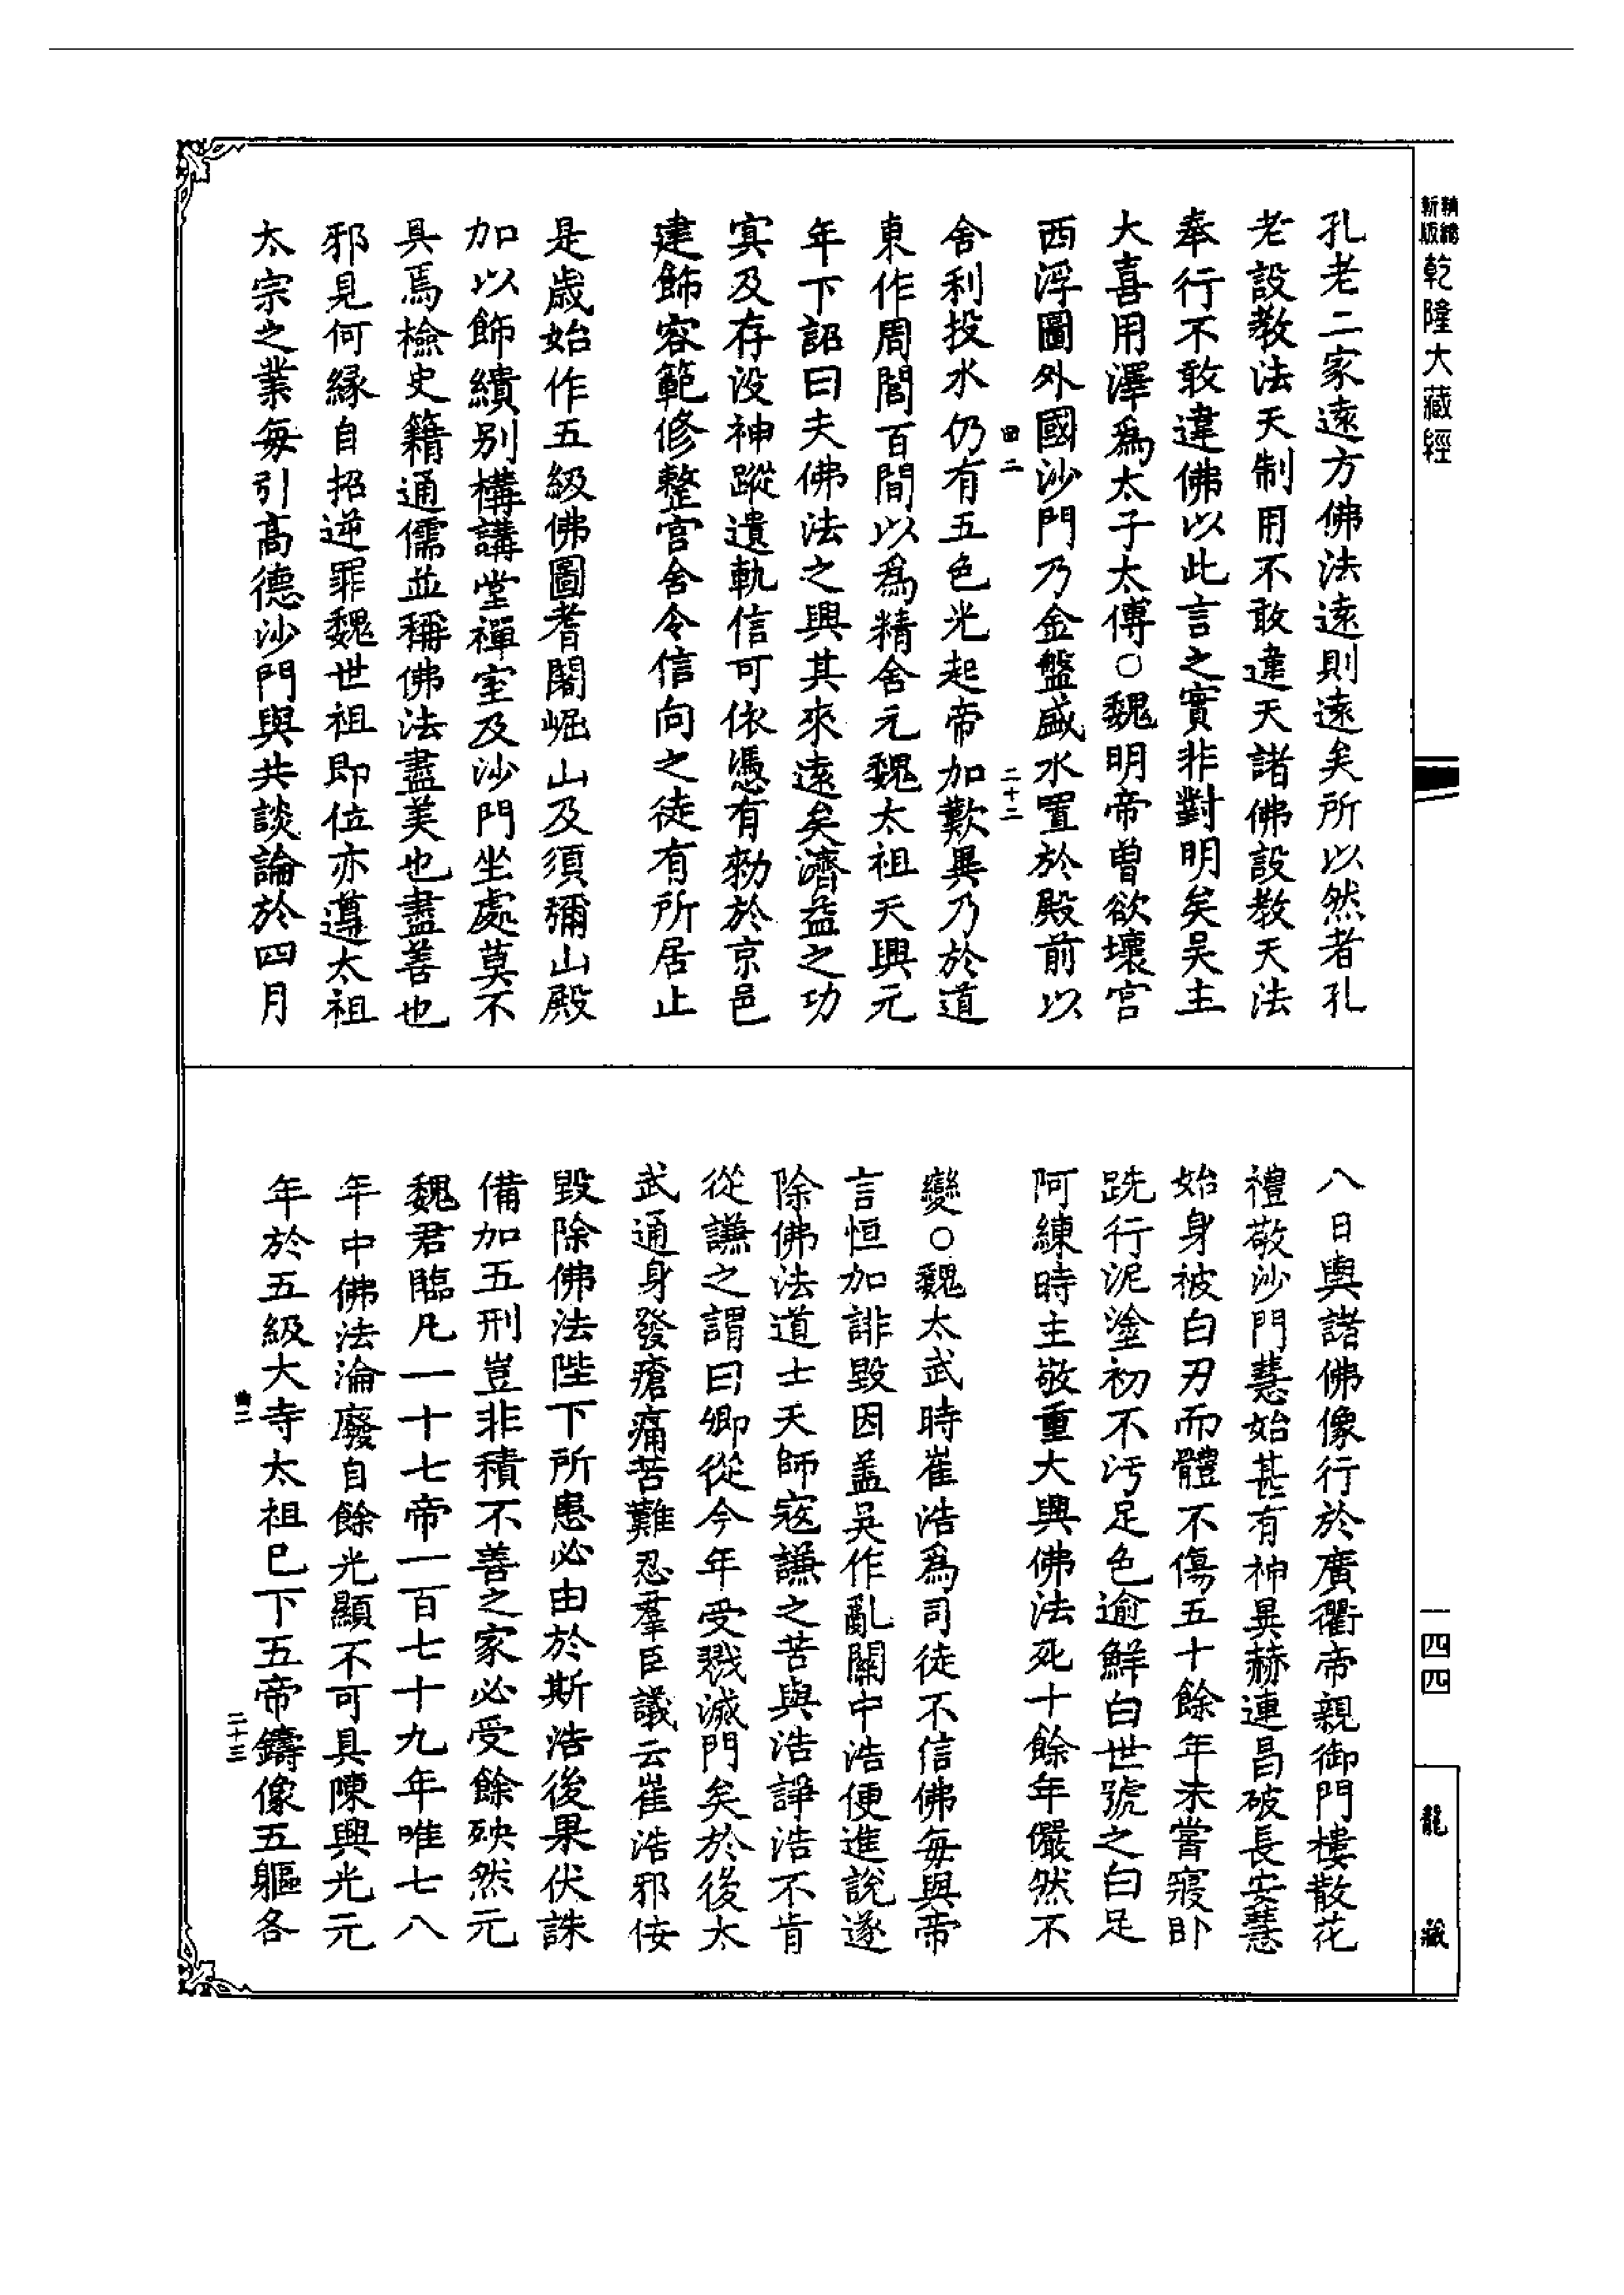 新版精縮乾隆大藏經
孔老二家遠方佛法遠則遠矣所以然者孔
老設教法天制用不敢違天諸佛設教天法
奉行不敢違佛以此言之實非對明矣吴主
大喜用澤爲太子太傅○魏明帝曾欲壞宫
西浮圖外國沙門乃金盤盛水置於殿前以
二十二
舍利投水仍有五色光起帝加歎異乃於道
東作周閭百間以爲精舍元魏太祖天興元
年下詔曰夫佛法之興其來遠矣濟益之功
寘及存没神蹤遺軌信可依憑有勑於京邑
建飾容範修整宫舍令信向之徒有所居止
是歲始作五級佛圖耆闍崛山及須彌山殿
加以飾繢别構講堂禪室及沙門坐處莫不
具焉檢史籍通儒並稱佛法盡美也盡善也
邪見何緣自招逆罪魏世祖即位亦遵太祖
太宗之業每引高德沙門與共談論於四月
八日輿諸佛像行於廣衢帝親御門樓散花
禮敬沙門慧始甚有神異赫連昌破長安慧
始身被白刃而體不傷五十餘年未嘗寢卧
跣行泥塗初不汚足色逾鮮白世號之白足
阿練時主敬重大興佛法死十餘年儼然不
變○魏太武時崔浩爲司徒不信佛每與帝
言恒加誹毀因盖吴作亂關中浩便進說遂
除佛法道士天師寇謙之苦與浩諍浩不肯
從謙之謂曰卿從今年受戮滅門矣於後太
武通身發瘡痛苦難忍羣臣議云崔浩邪佞
毀除佛法陛下所患必由於斯浩後果伏誅
備加五刑豈非積不善之家必受餘殃然元
魏君臨凡一十七帝一百七十九年唯七八
年中佛法淪廢自餘光顯不可具陳興光元
年於五級大寺太祖巳下五帝鑄像五軀各
二十三
一四四
龍藏